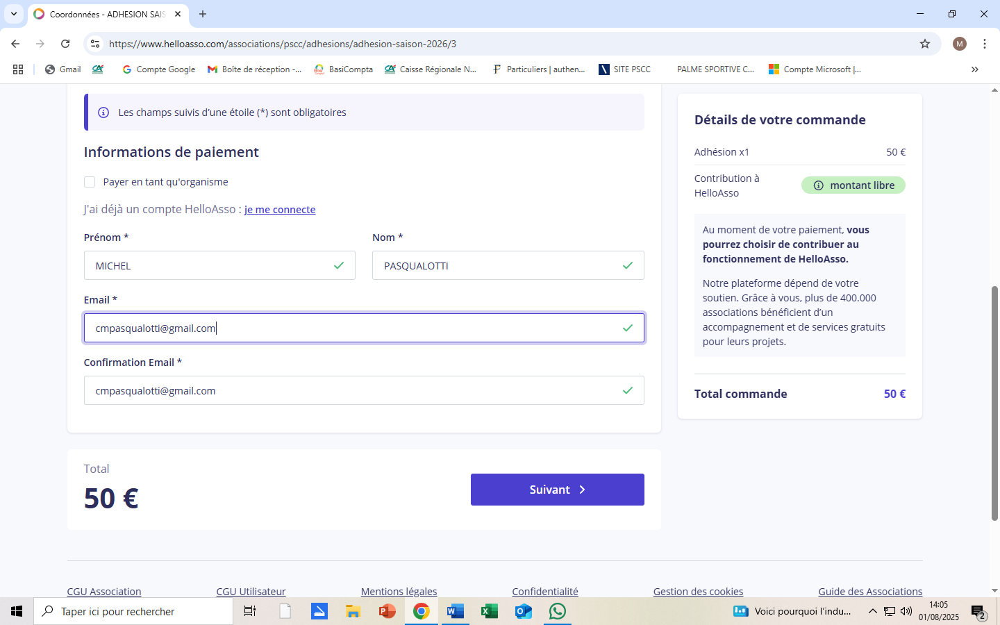 Coordonnées - ADHESION SAIS
https://www.helloasso.com/associations/pscc/adhesions/adhesion-saison-2026/3
M
Gmail
Compte Google
Boîte de réception -...
BasiCompta
Caisse Régionale N...
Particuliers | authen...
SITE PSCC
PALME SPORTIVE C...
Compte Microsoft |...
Les champs suivis d’une étoile (*) sont obligatoires
Informations de paiement
Payer en tant qu'organisme
J'ai déjà un compte HelloAsso : je me connecte
Prénom *
Nom *
MICHEL
PASQUALOTTI
Email *
cmpasqualotti@gmail.com
Confirmation Email *
cmpasqualotti@gmail.com
Total
50 €
Suivant
Détails de votre commande
Adhésion x1
50 €
Contribution à
HelloAsso
montant libre
Au moment de votre paiement, vous
pourrez choisir de contribuer au
fonctionnement de HelloAsso.
Notre plateforme dépend de votre
soutien. Grâce à vous, plus de 400.000
associations bénéficient d’un
accompagnement et de services gratuits
pour leurs projets.
Total commande
50 €
CGU Association
CGU Utilisateur
Mentions légales
Confidentialité
Gestion des cookies
Guide des Associations
Taper ici pour rechercher
Voici pourquoi l’indu...
14:05
01/08/2025
2